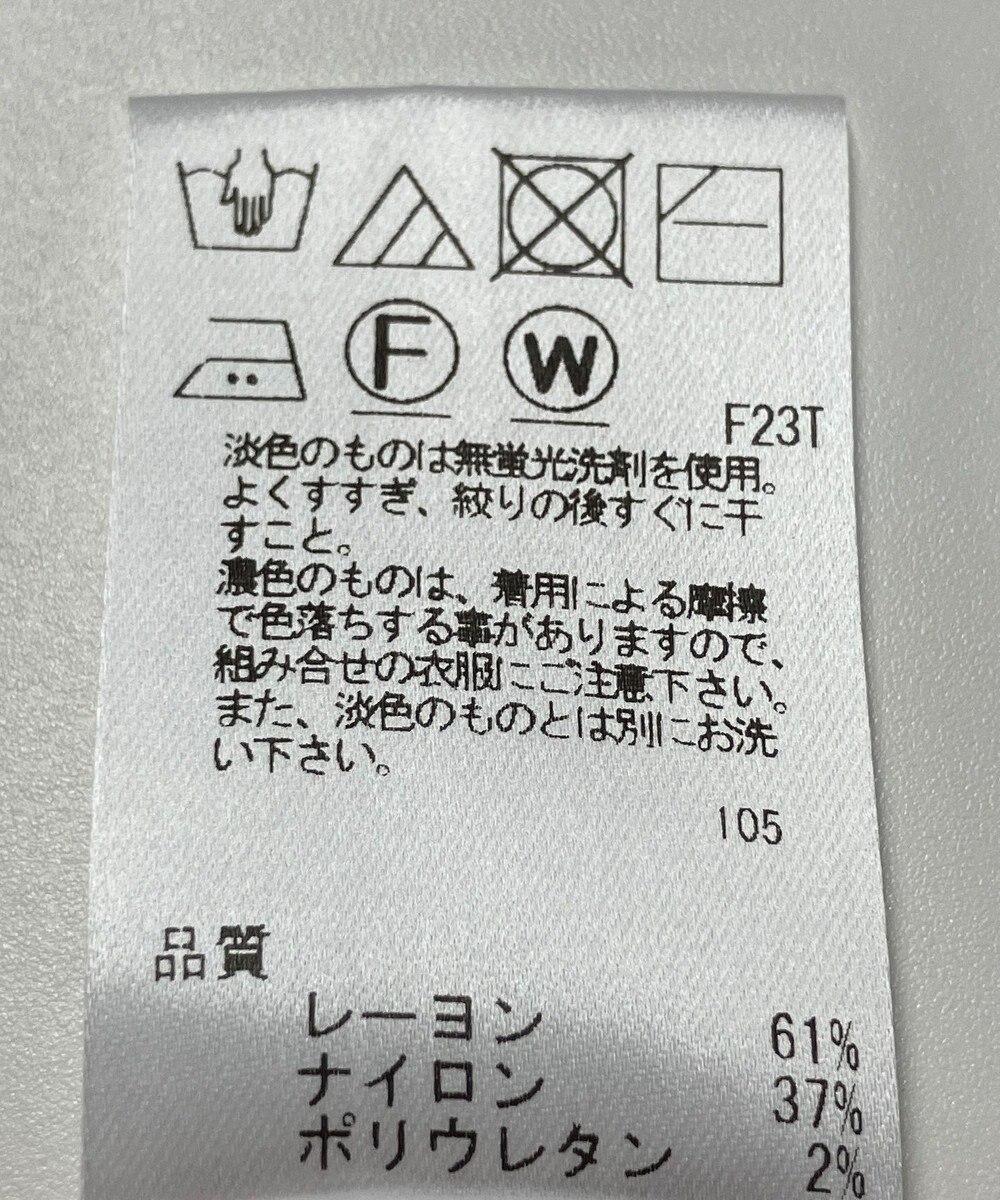 F
W
F23T
淡色のものは無蛍光洗剤を使用。
よくすすぎ、絞りの後すぐに干
すこと。
濃色のものは、着用による摩擦
で色落ちする事がありますので、
組み合せの衣服にご注意下さい。
また、淡色のものとは別にお洗
い下さい。
105
品質
レーヨン 61%
ナイロン 37%
ポリウレタン 2%